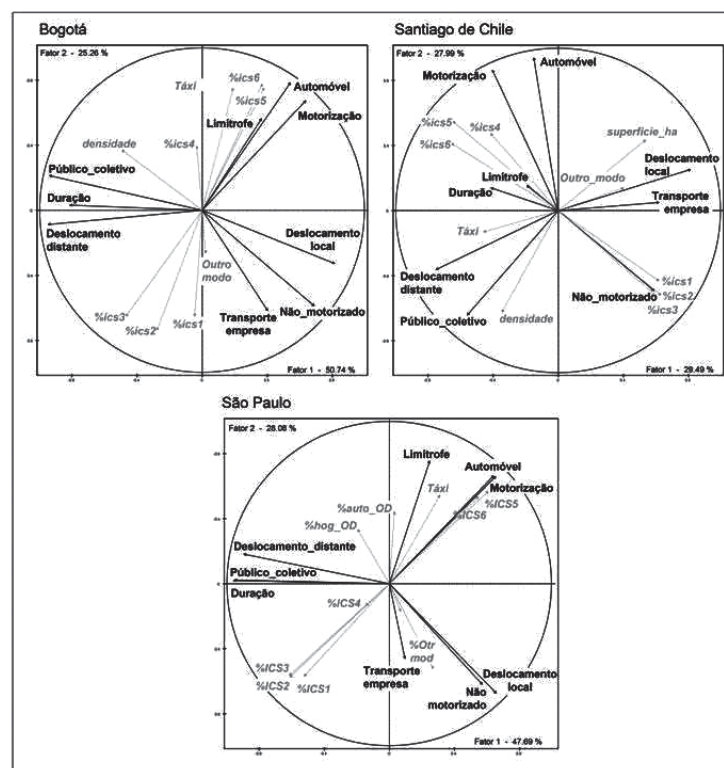 Bogotá
Fator 2 - 25.26 %
Táxi
%ics6
%ics5
Automóvel
Limítrofe
Motorização
densidade
%ics4
Público_coletivo
Duração
Deslocamento
distante
Deslocamento
local
Outro
modo
%ics3
%ics2
%ics1
Transporte
empresa
Não_motorizado
Fator 1 - 50.74 %
Santiago de Chile
Fator 2 - 27.99 %
Automóvel
Motorização
%ics5
%ics4
%ics6
superfície_ha
Deslocamento
local
Limítrofe
Outro_modo
Duração
Transporte
empresa
Táxi
Deslocamento
distante
%ics1
Não_motorizado
%ics2
%ics3
Público_coletivo
densidade
Fator 1 - 29.49 %
São Paulo
Fator 2 - 28.08 %
Limítrofe
Automóvel
Táxi
Motorização
%ICS5
%ICS6
%auto_OD
%hog_OD
Deslocamento_distante
Público_coletivo
Duração
%ICS4
%Otr
mod
%ICS3
%ICS2
%ICS1
Transporte
empresa
Deslocamento
local
Não
motorizado
Fator 1 - 47.69 %